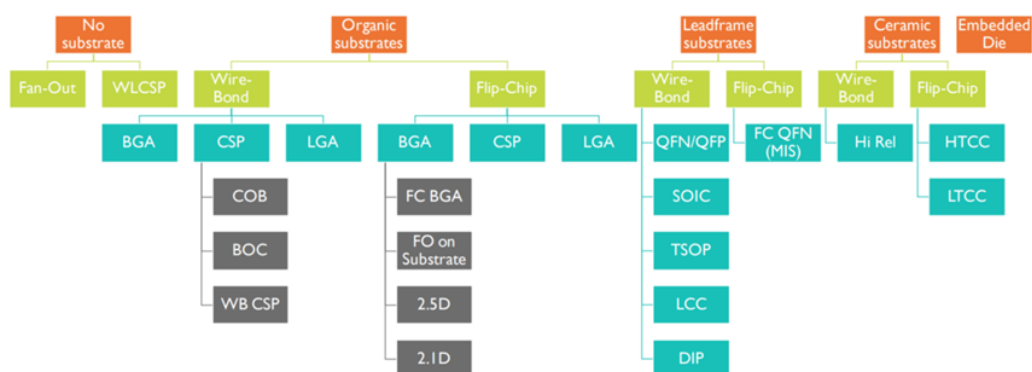 No
substrate
Organic
substrates
Leadframe
substrates
Ceramic
substrates
Embedded
Die
Fan-Out
WLCSP
Wire-
Bond
Flip-Chip
Wire-
Bond
Flip-Chip
Wire-
Bond
Flip-Chip
BGA
CSP
LGA
BGA
CSP
LGA
QFN/QFP
FC QFN
(MIS)
Hi Rel
HTCC
COB
FC BGA
SOIC
LTCC
BOC
FO on
Substrate
TSOP
WB CSP
2.5D
LCC
2.1D
DIP